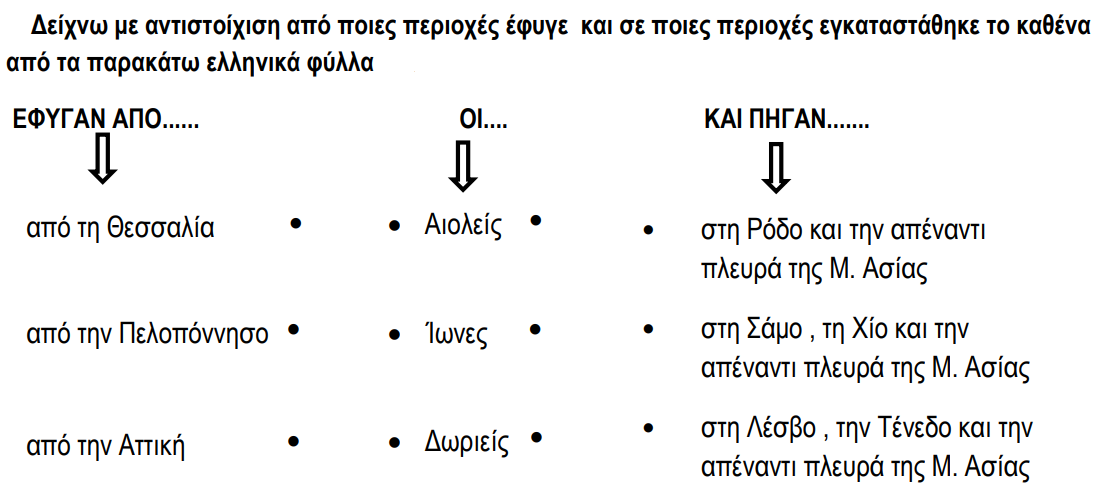 Δείχνω με αντιστοίχιση από ποιες περιοχές έφυγε και σε ποιες περιοχές εγκαταστάθηκε το καθένα
από τα παρακάτω ελληνικά φύλλα
ΕΦΥΓΑΝ ΑΠΟ...... ΟΙ.... ΚΑΙ ΠΗΓΑΝ.......
από τη Θεσσαλία • • Αιολείς • • στη Ρόδο και την απέναντι
πλευρά της Μ. Ασίας
από την Πελοπόννησο • • Ίωνες • • στη Σάμο , τη Χίο και την
απέναντι πλευρά της Μ. Ασίας
από την Αττική • • Δωριείς • • στη Λέσβο , την Τένεδο και την
απέναντι πλευρά της Μ. Ασίας